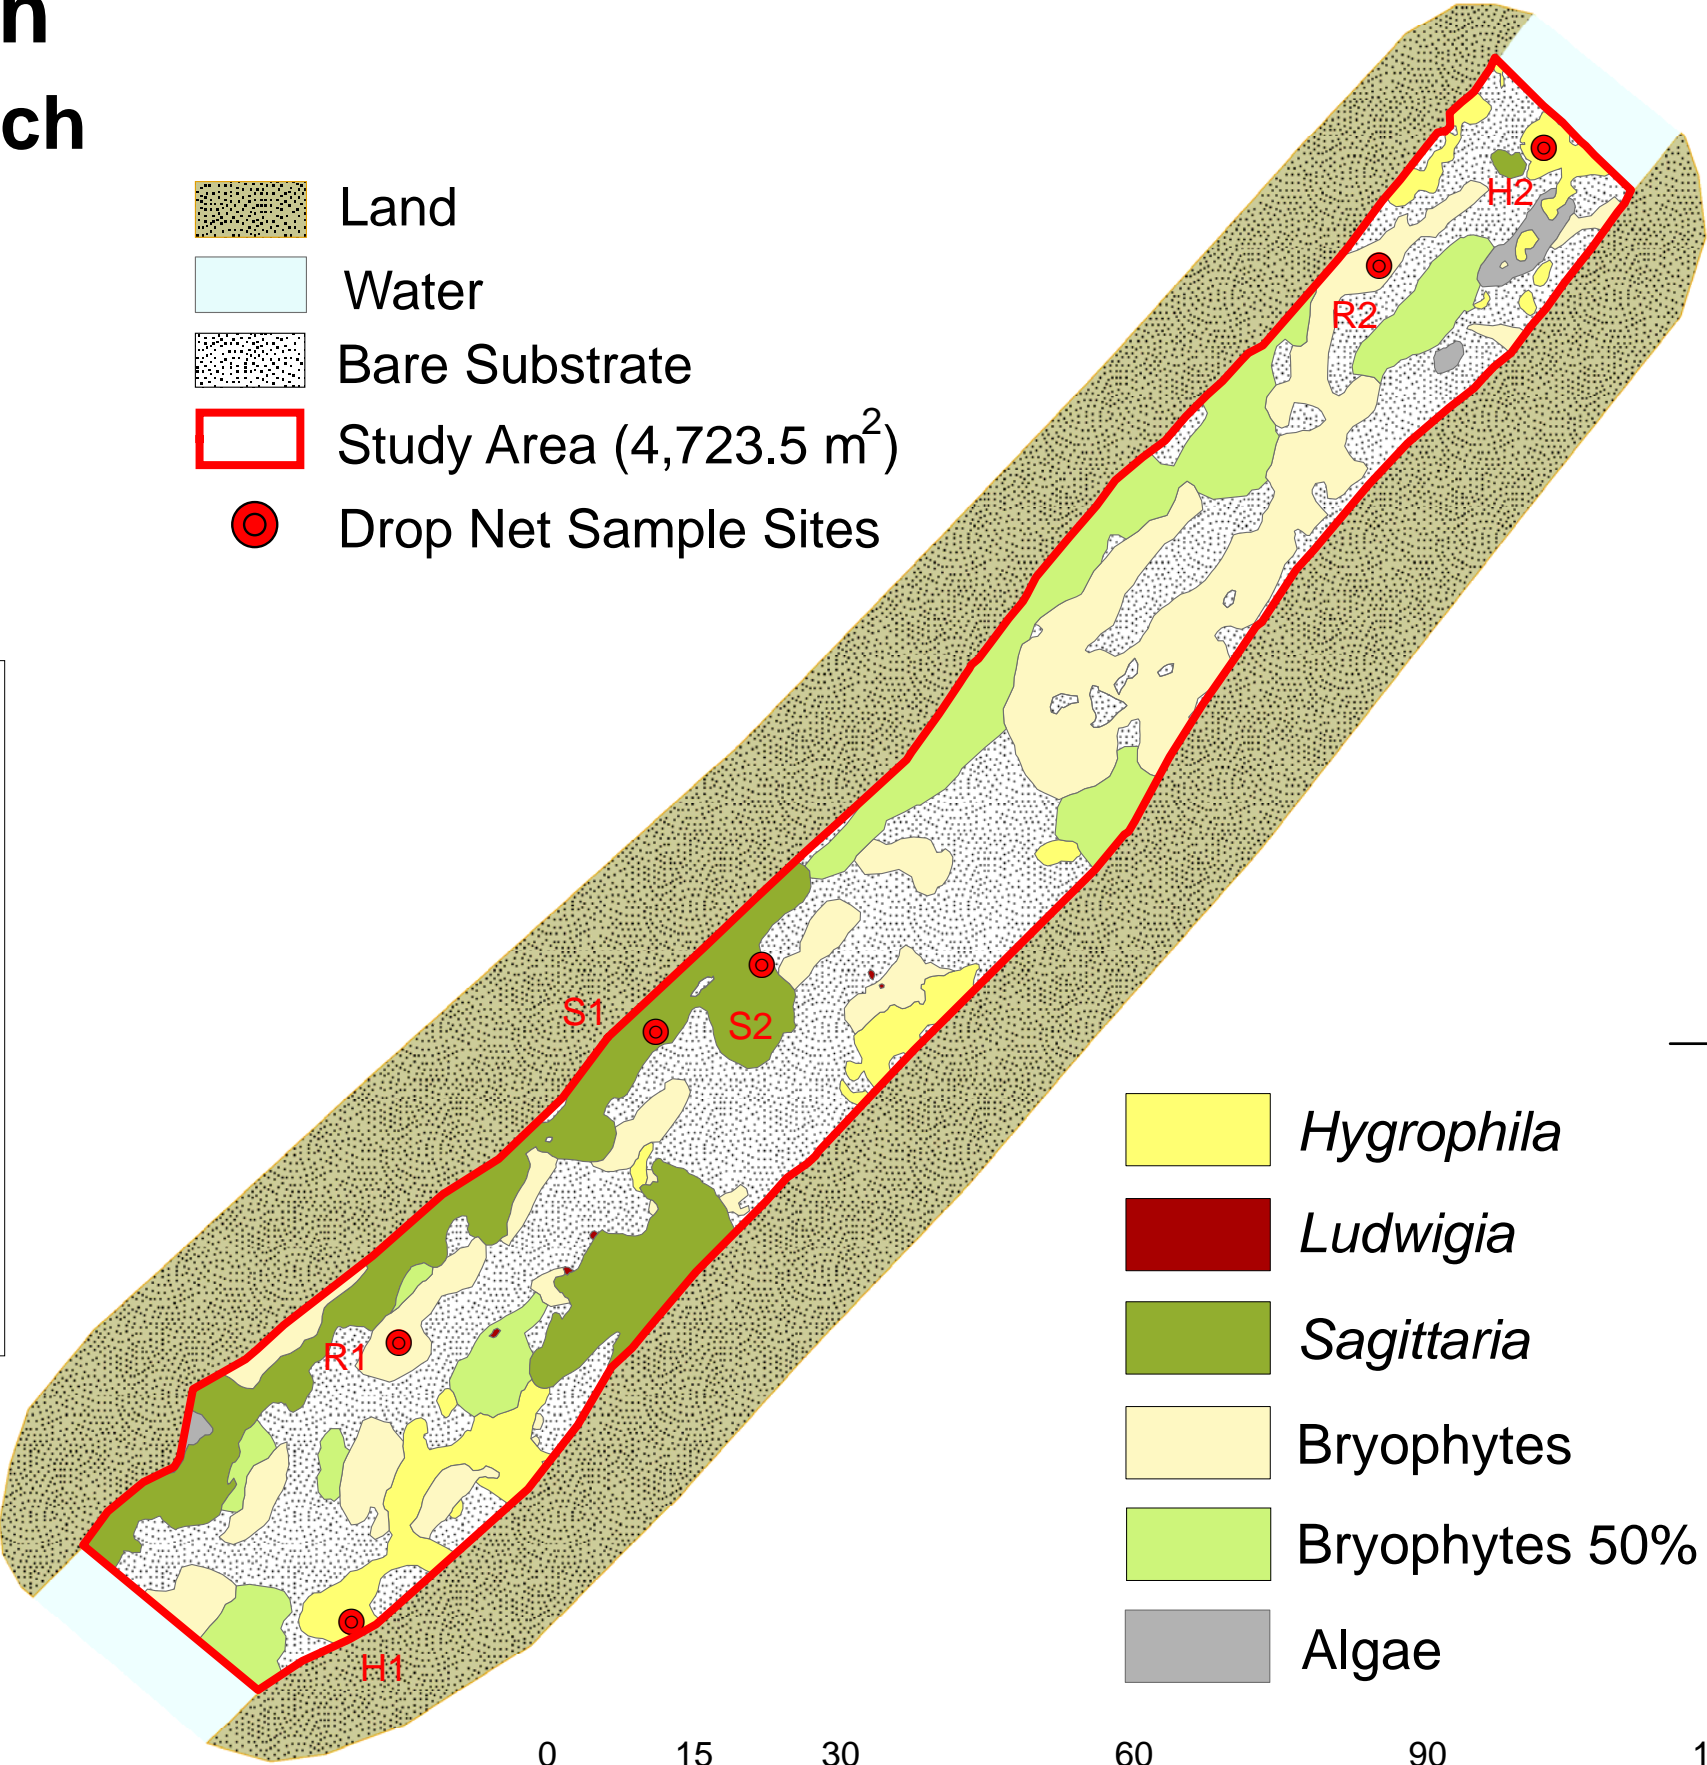 n
ch
Land
Water
Bare Substrate
Study Area (4,723.5 m²)
Drop Net Sample Sites
H2
R2
S1
S2
R1
H1
Hygrophila
Ludwigia
Sagittaria
Bryophytes
Bryophytes 50%
Algae
0 15 30 60 90 1